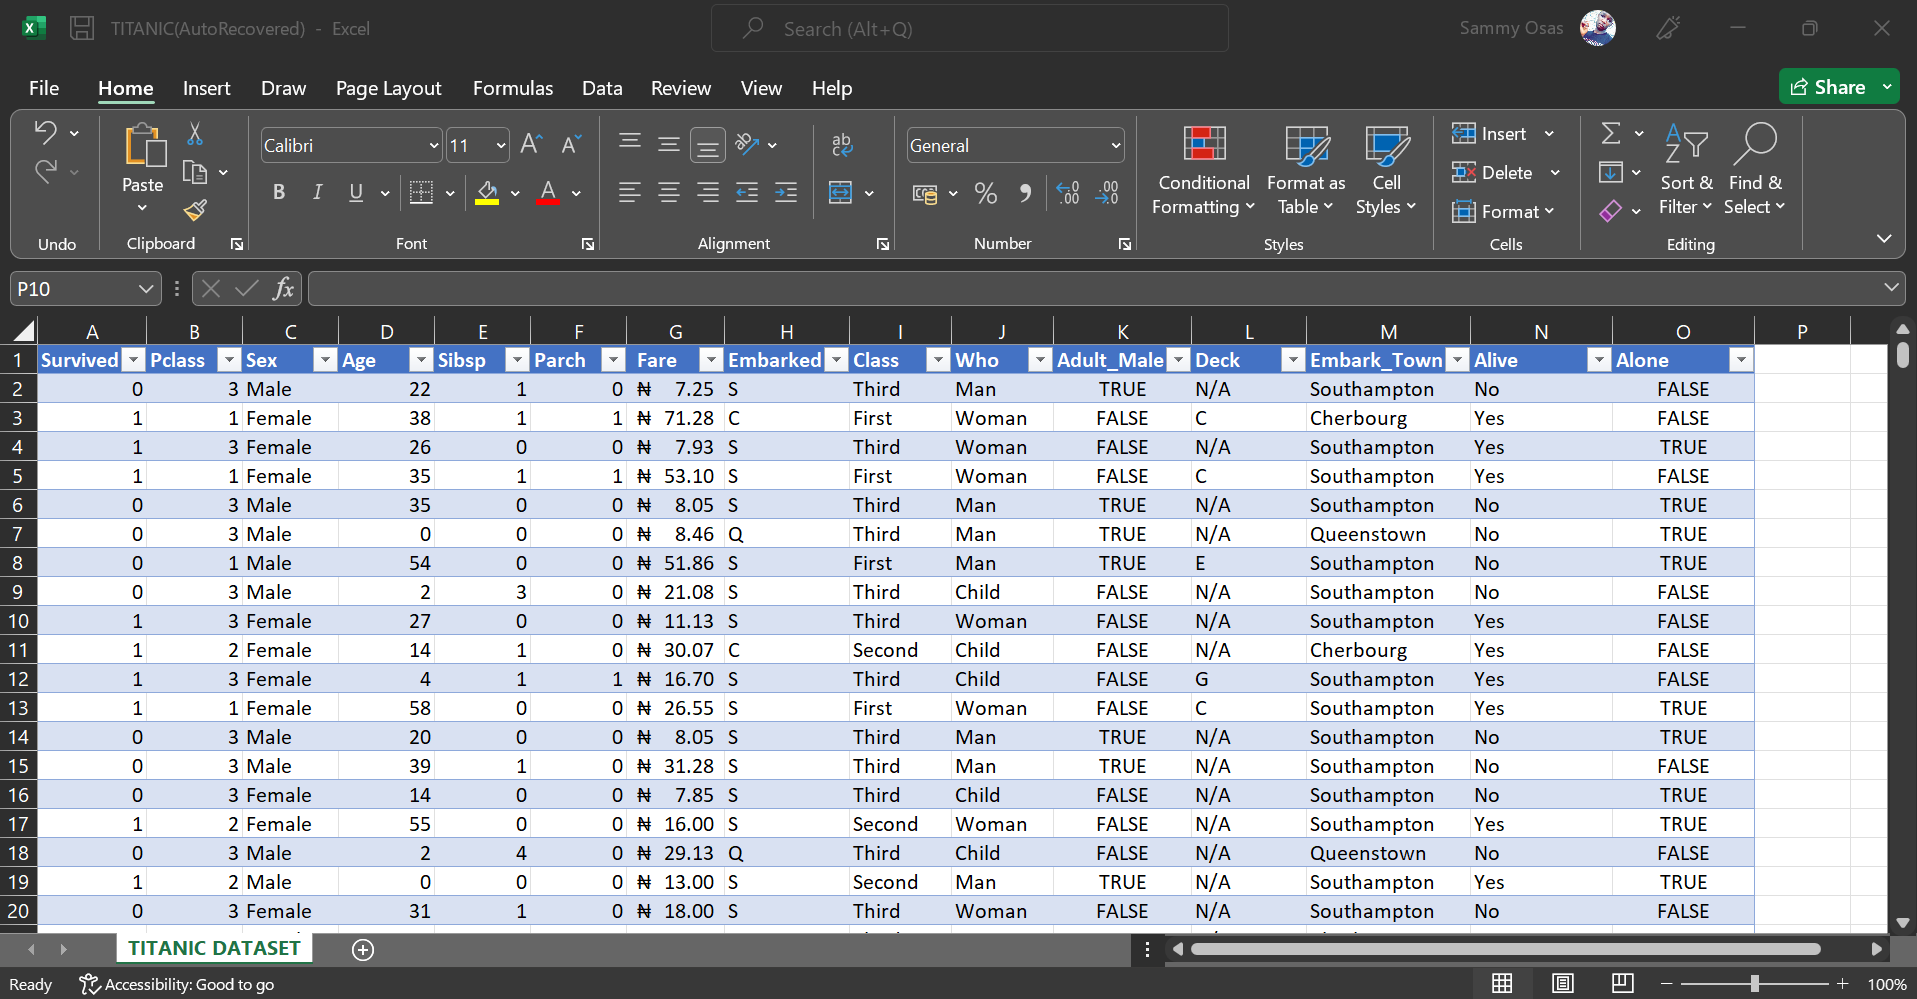 TITANIC(AutoRecovered) - Excel
Search (Alt+Q)
Sammy Osas
File Home Insert Draw Page Layout Formulas Data Review View Help
Share
Paste
Calibri 11
General
Conditional Formatting
Format as Table
Cell Styles
Insert
Delete
Format
Sort & Filter
Find & Select
Undo Clipboard Font Alignment Number Styles Cells Editing
P10 fx
A B C D E F G H I J K L M N O P
1 Survived Pclass Sex Age Sibsp Parch Fare Embarked Class Who Adult_Male Deck Embark_Town Alive Alone
2 0 3 Male 22 1 0 ₦ 7.25 S Third Man TRUE N/A Southampton No FALSE
3 1 1 Female 38 1 1 ₦ 71.28 C First Woman FALSE C Cherbourg Yes FALSE
4 1 3 Female 26 0 0 ₦ 7.93 S Third Woman FALSE N/A Southampton Yes TRUE
5 1 1 Female 35 1 1 ₦ 53.10 S First Woman FALSE C Southampton Yes FALSE
6 0 3 Male 35 0 0 ₦ 8.05 S Third Man TRUE N/A Southampton No TRUE
7 0 3 Male 0 0 0 ₦ 8.46 Q Third Man TRUE N/A Queenstown No TRUE
8 0 1 Male 54 0 0 ₦ 51.86 S First Man TRUE E Southampton No TRUE
9 0 3 Male 2 3 0 ₦ 21.08 S Third Child FALSE N/A Southampton No FALSE
10 1 3 Female 27 0 0 ₦ 11.13 S Third Woman FALSE N/A Southampton Yes FALSE
11 1 2 Female 14 1 0 ₦ 30.07 C Second Child FALSE N/A Cherbourg Yes FALSE
12 1 3 Female 4 1 1 ₦ 16.70 S Third Child FALSE G Southampton Yes FALSE
13 1 1 Female 58 0 0 ₦ 26.55 S First Woman FALSE C Southampton Yes TRUE
14 0 3 Male 20 0 0 ₦ 8.05 S Third Man TRUE N/A Southampton No TRUE
15 0 3 Male 39 1 0 ₦ 31.28 S Third Man TRUE N/A Southampton No FALSE
16 0 3 Female 14 0 0 ₦ 7.85 S Third Child FALSE N/A Southampton No TRUE
17 1 2 Female 55 0 0 ₦ 16.00 S Second Woman FALSE N/A Southampton Yes TRUE
18 0 3 Male 2 4 0 ₦ 29.13 Q Third Child FALSE N/A Queenstown No FALSE
19 1 2 Male 0 0 0 ₦ 13.00 S Second Man TRUE N/A Southampton Yes TRUE
20 0 3 Female 31 1 0 ₦ 18.00 S Third Woman FALSE N/A Southampton No FALSE
TITANIC DATASET
Ready Accessibility: Good to go 100%